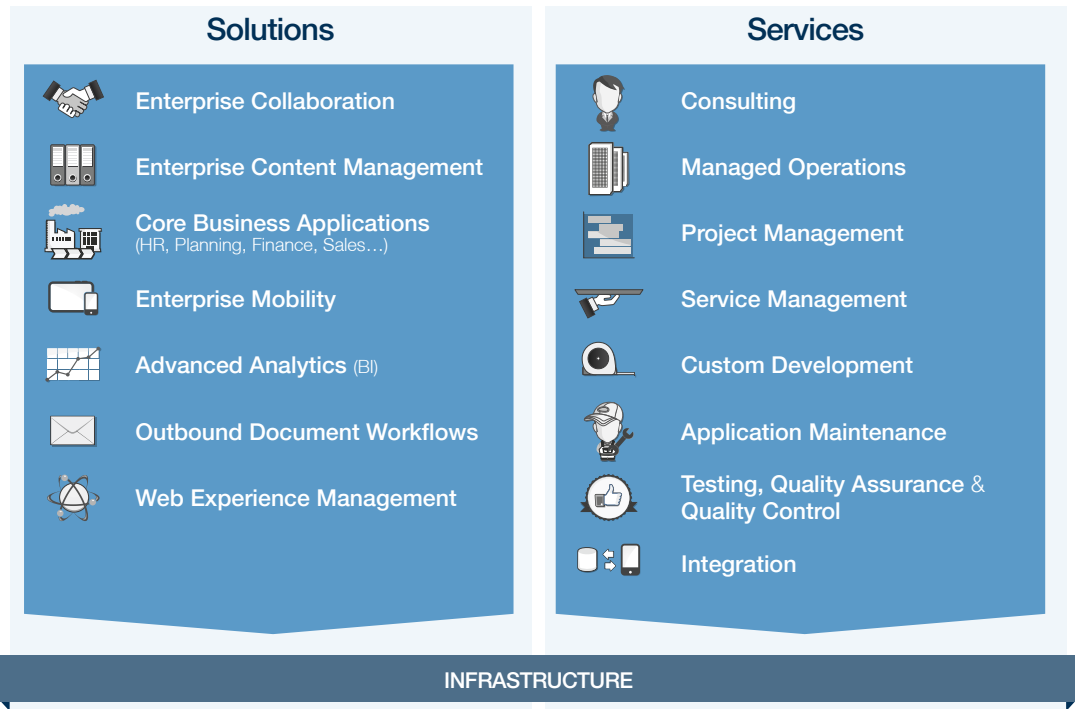 Solutions
Enterprise Collaboration
Enterprise Content Management
Core Business Applications
(HR, Planning, Finance, Sales...)
Enterprise Mobility
Advanced Analytics (BI)
Outbound Document Workflows
Web Experience Management
Services
Consulting
Managed Operations
Project Management
Service Management
Custom Development
Application Maintenance
Testing, Quality Assurance &
Quality Control
Integration
INFRASTRUCTURE